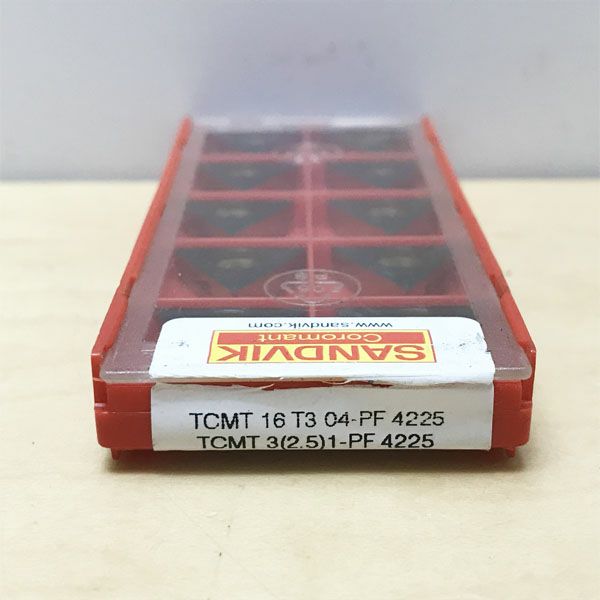 www.sandvik.com
SANDVIK
Coromant
TCMT 16 T3 04-PF 4225
TCMT 3(2.5)1-PF 4225